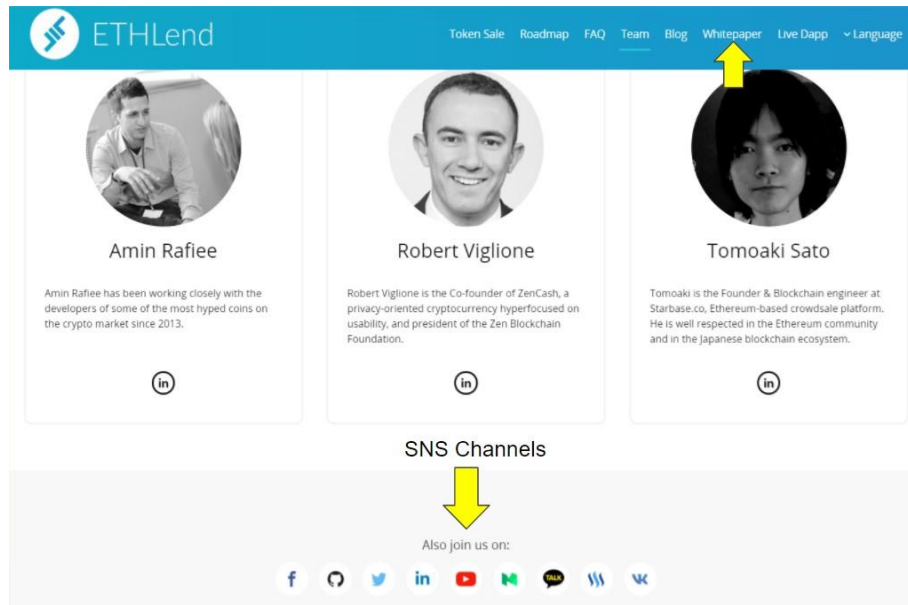 ETHLend
Token Sale Roadmap FAQ Team Blog Whitepaper Live Dapp Language
Amin Rafiee
Amin Rafiee has been working closely with the
developers of some of the most hyped coins on
the crypto market since 2013.
in
Robert Viglione
Robert Viglione is the Co-founder of ZenCash, a
privacy-oriented cryptocurrency hyperfocused on
usability, and president of the Zen Blockchain
Foundation.
in
Tomoaki Sato
Tomoaki is the Founder & Blockchain engineer at
Starbase.co, Ethereum-based crowdsale platform.
He is well respected in the Ethereum community
and in the Japanese blockchain ecosystem.
in
SNS Channels
Also join us on:
f in TALK